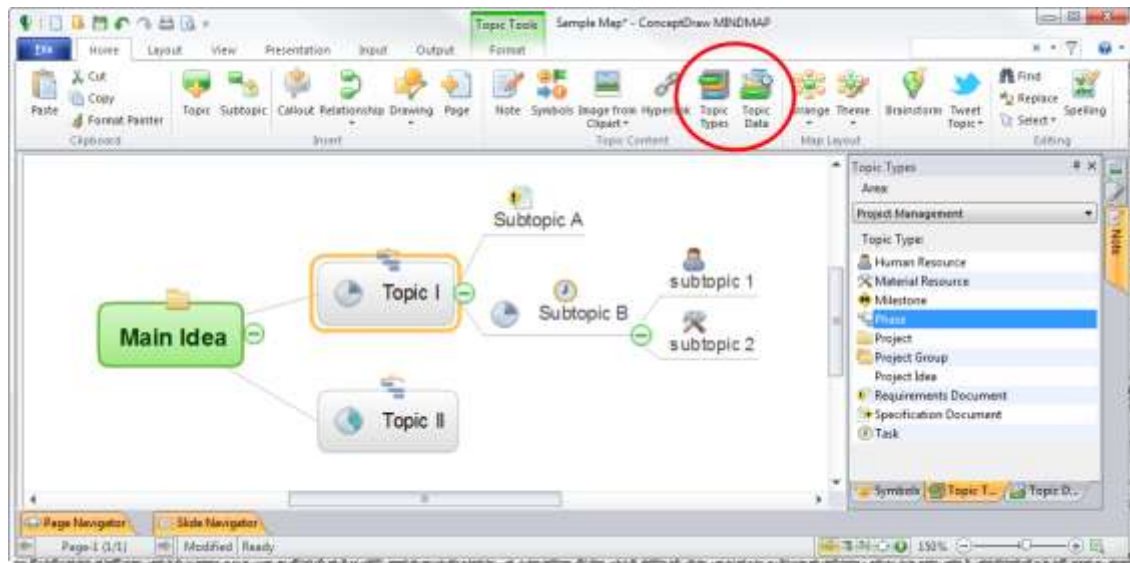 Topic Tools Sample Map* - ConceptDraw MINDMAP
File Home Layout View Presentation Input Output Format
Paste
Cut
Copy
Format Painter
Topic Subtopic Callout Relationship Drawing Page
Note Symbols Image from Clipart Hyperlink Topic Types Topic Data
Arrange Theme Brainstorm Tweet Topic
Find
Replace
Select
Spelling
Clipboard Insert Topic Content Map Layout Editing
Main Idea
Topic I
Subtopic A
Subtopic B
subtopic 1
subtopic 2
Topic II
Topic Types
Area:
Project Management
Topic Type:
Human Resource
Material Resource
Milestone
Phase
Project
Project Group
Project Idea
Requirements Document
Specification Document
Task
Symbols Topic T... Topic D...
Note
Page Navigator Slide Navigator
Page-1 (1/1) Modified Ready 150%